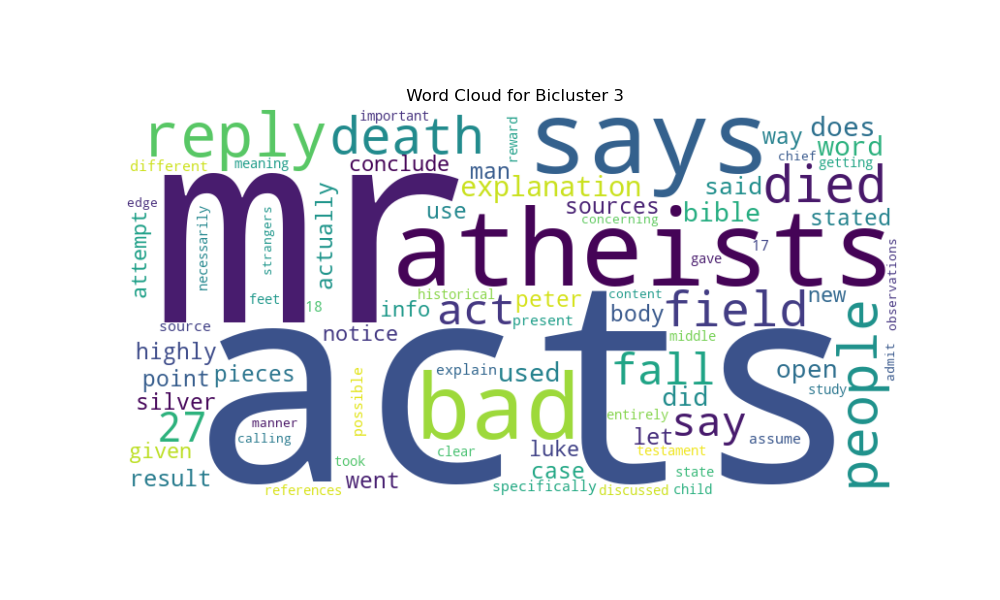 Word Cloud for Bicluster 3
important
reply
death
reward
says
way
does
word
chief
getting
different
meaning
conclude
man
explanation
said
died
edge
mr
actually
use
sources
concerning
bible
stated
attempt
necessarily
strangers
atheists
gave
17
feet
18
info
historical
act
peter
present
content
body
field
new
observations
source
notice
middle
people
highly
point
pieces
acts
explain
used
bad
fall
did
open
study
admit
silver
27
manner
calling
possible
entirely
say
let
assume
given
clear
luke
testament
result
took
went
case
specifically
state
references
discussed
child